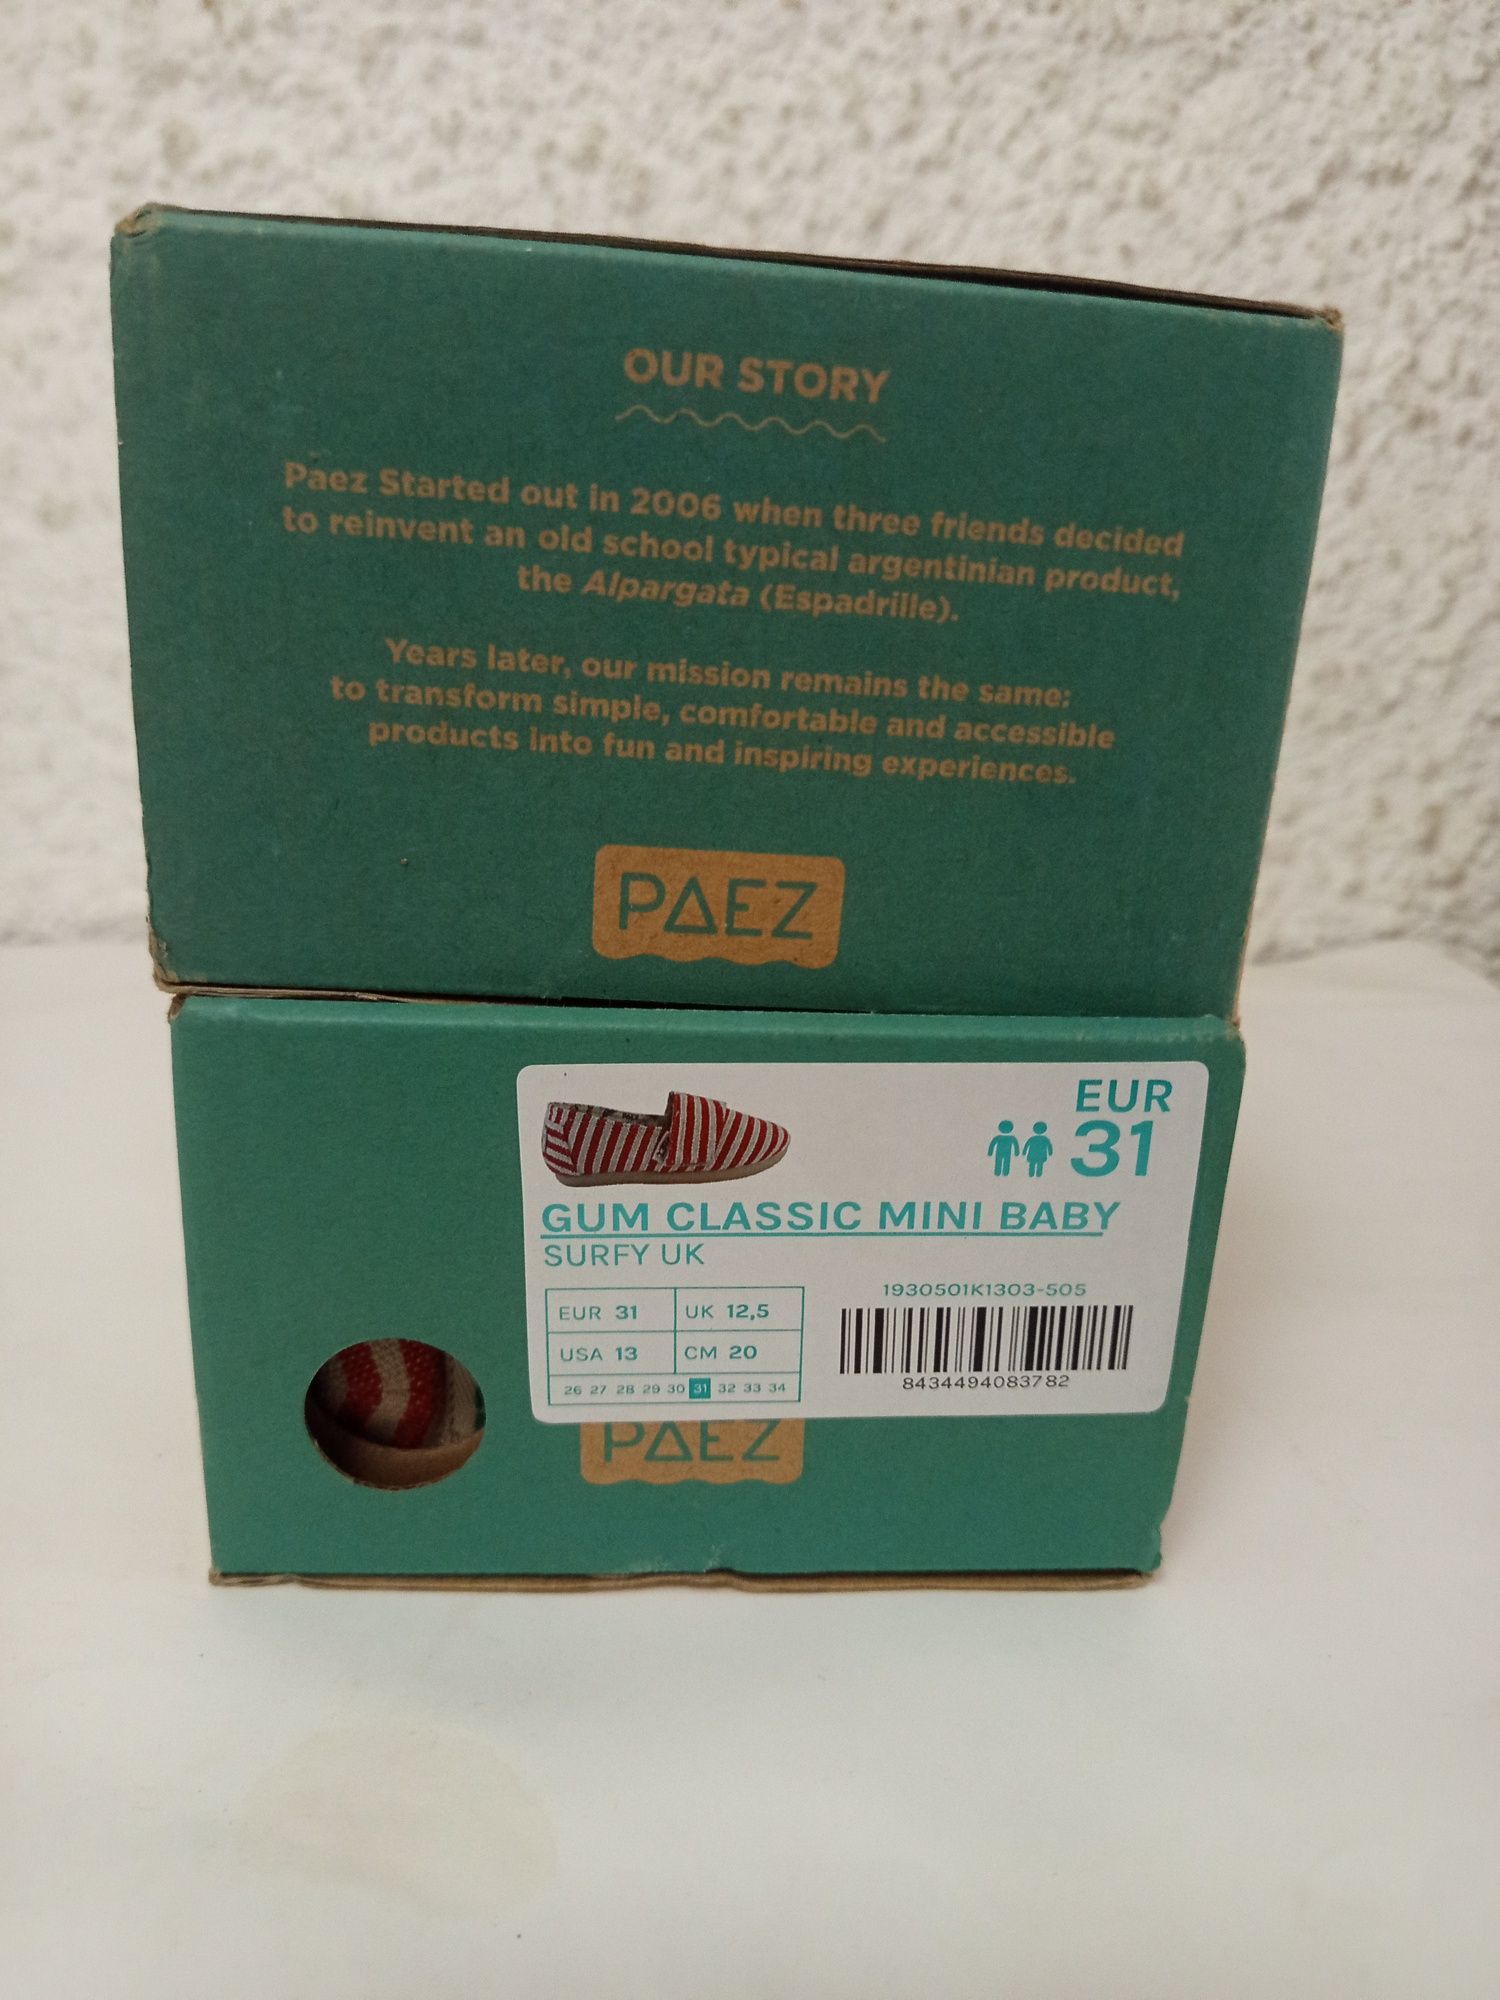 OUR STORY
Paez Started out in 2006 when three friends decided
to reinvent an old school typical argentinian product,
the Alpargata (Espadrille).
Years later, our mission remains the same:
to transform simple, comfortable and accessible
products into fun and inspiring experiences.
PAEZ
EUR
31
GUM CLASSIC MINI BABY
SURFY UK
EUR 31 UK 12,5
USA 13 CM 20
26 27 28 29 30 31 32 33 34
1930501K1303-505
8434494083782
PAEZ